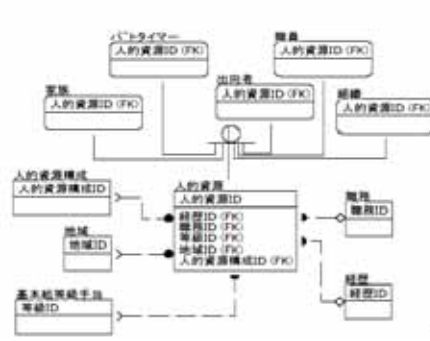 パートタイマー
人的資源ID (FK)
職員
人的資源ID (FK)
出向者
人的資源ID (FK)
家族
人的資源ID (FK)
組織
人的資源ID (FK)
人的資源構成
人的資源構成ID
人的資源
人的資源ID
経歴ID (FK)
職務ID (FK)
等級ID (FK)
地域ID (FK)
人的資源構成ID (FK)
職務
職務ID
地域
地域ID
経歴
経歴ID
基本給等級手当
等級ID